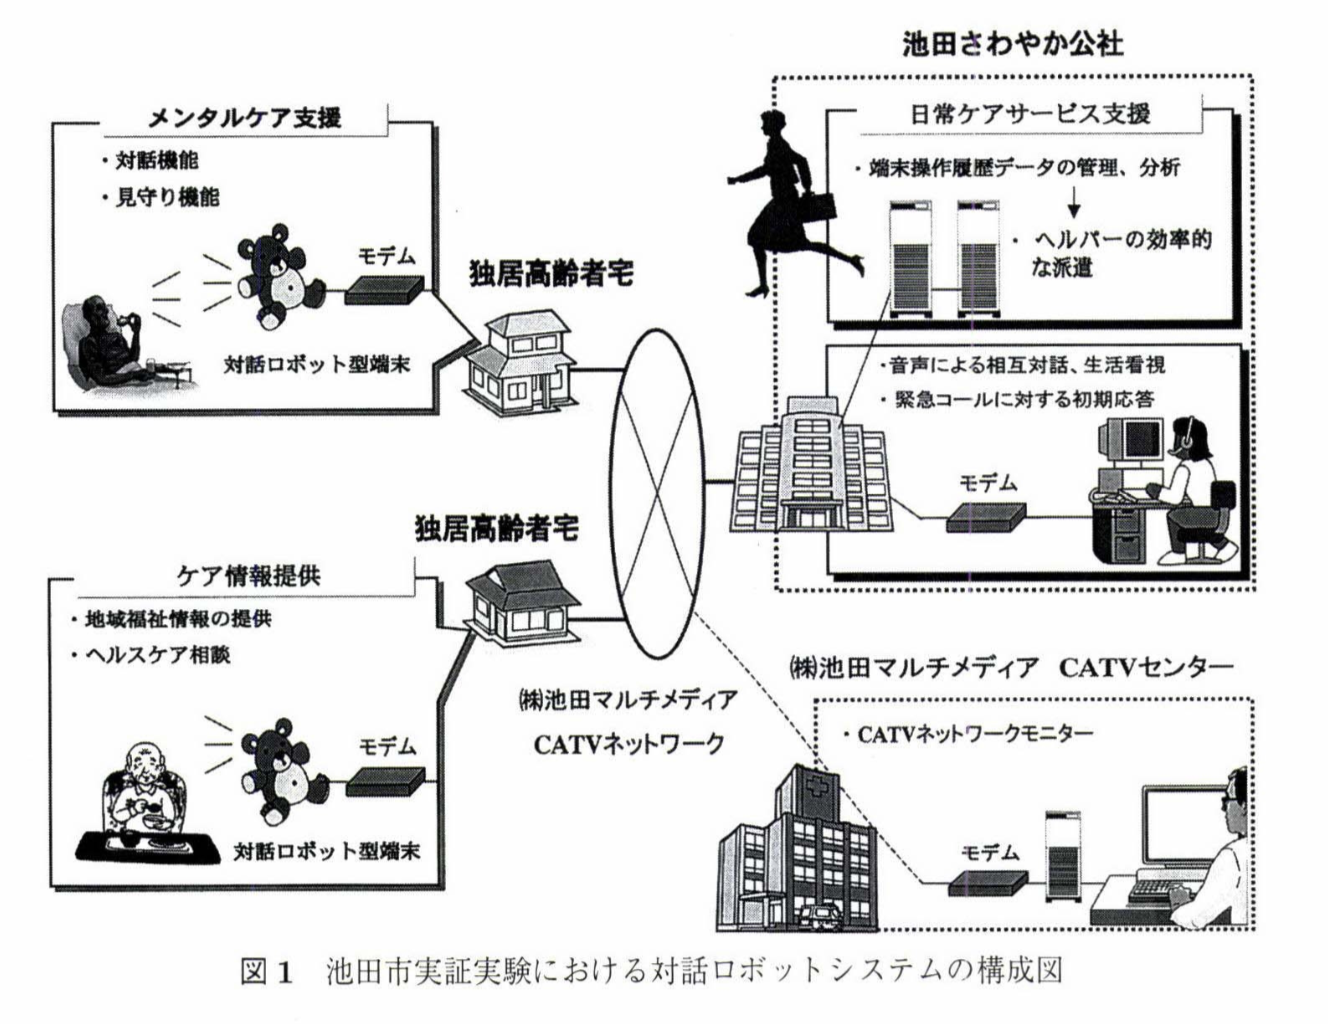 池田さわやか公社
メンタルケア支援
・対話機能
・見守り機能
モデム
対話ロボット型端末
独居高齢者宅
日常ケアサービス支援
・端末操作履歴データの管理、分析
・ ヘルパーの効率的
な派遣
・音声による相互対話、生活看視
・緊急コールに対する初期応答
モデム
独居高齢者宅
ケア情報提供
・地域福祉情報の提供
・ヘルスケア相談
モデム
対話ロボット型端末
㈱池田マルチメディア
CATVネットワーク
㈱池田マルチメディア CATVセンター
・CATVネットワークモニター
モデム
図1 池田市実証実験における対話ロボットシステムの構成図